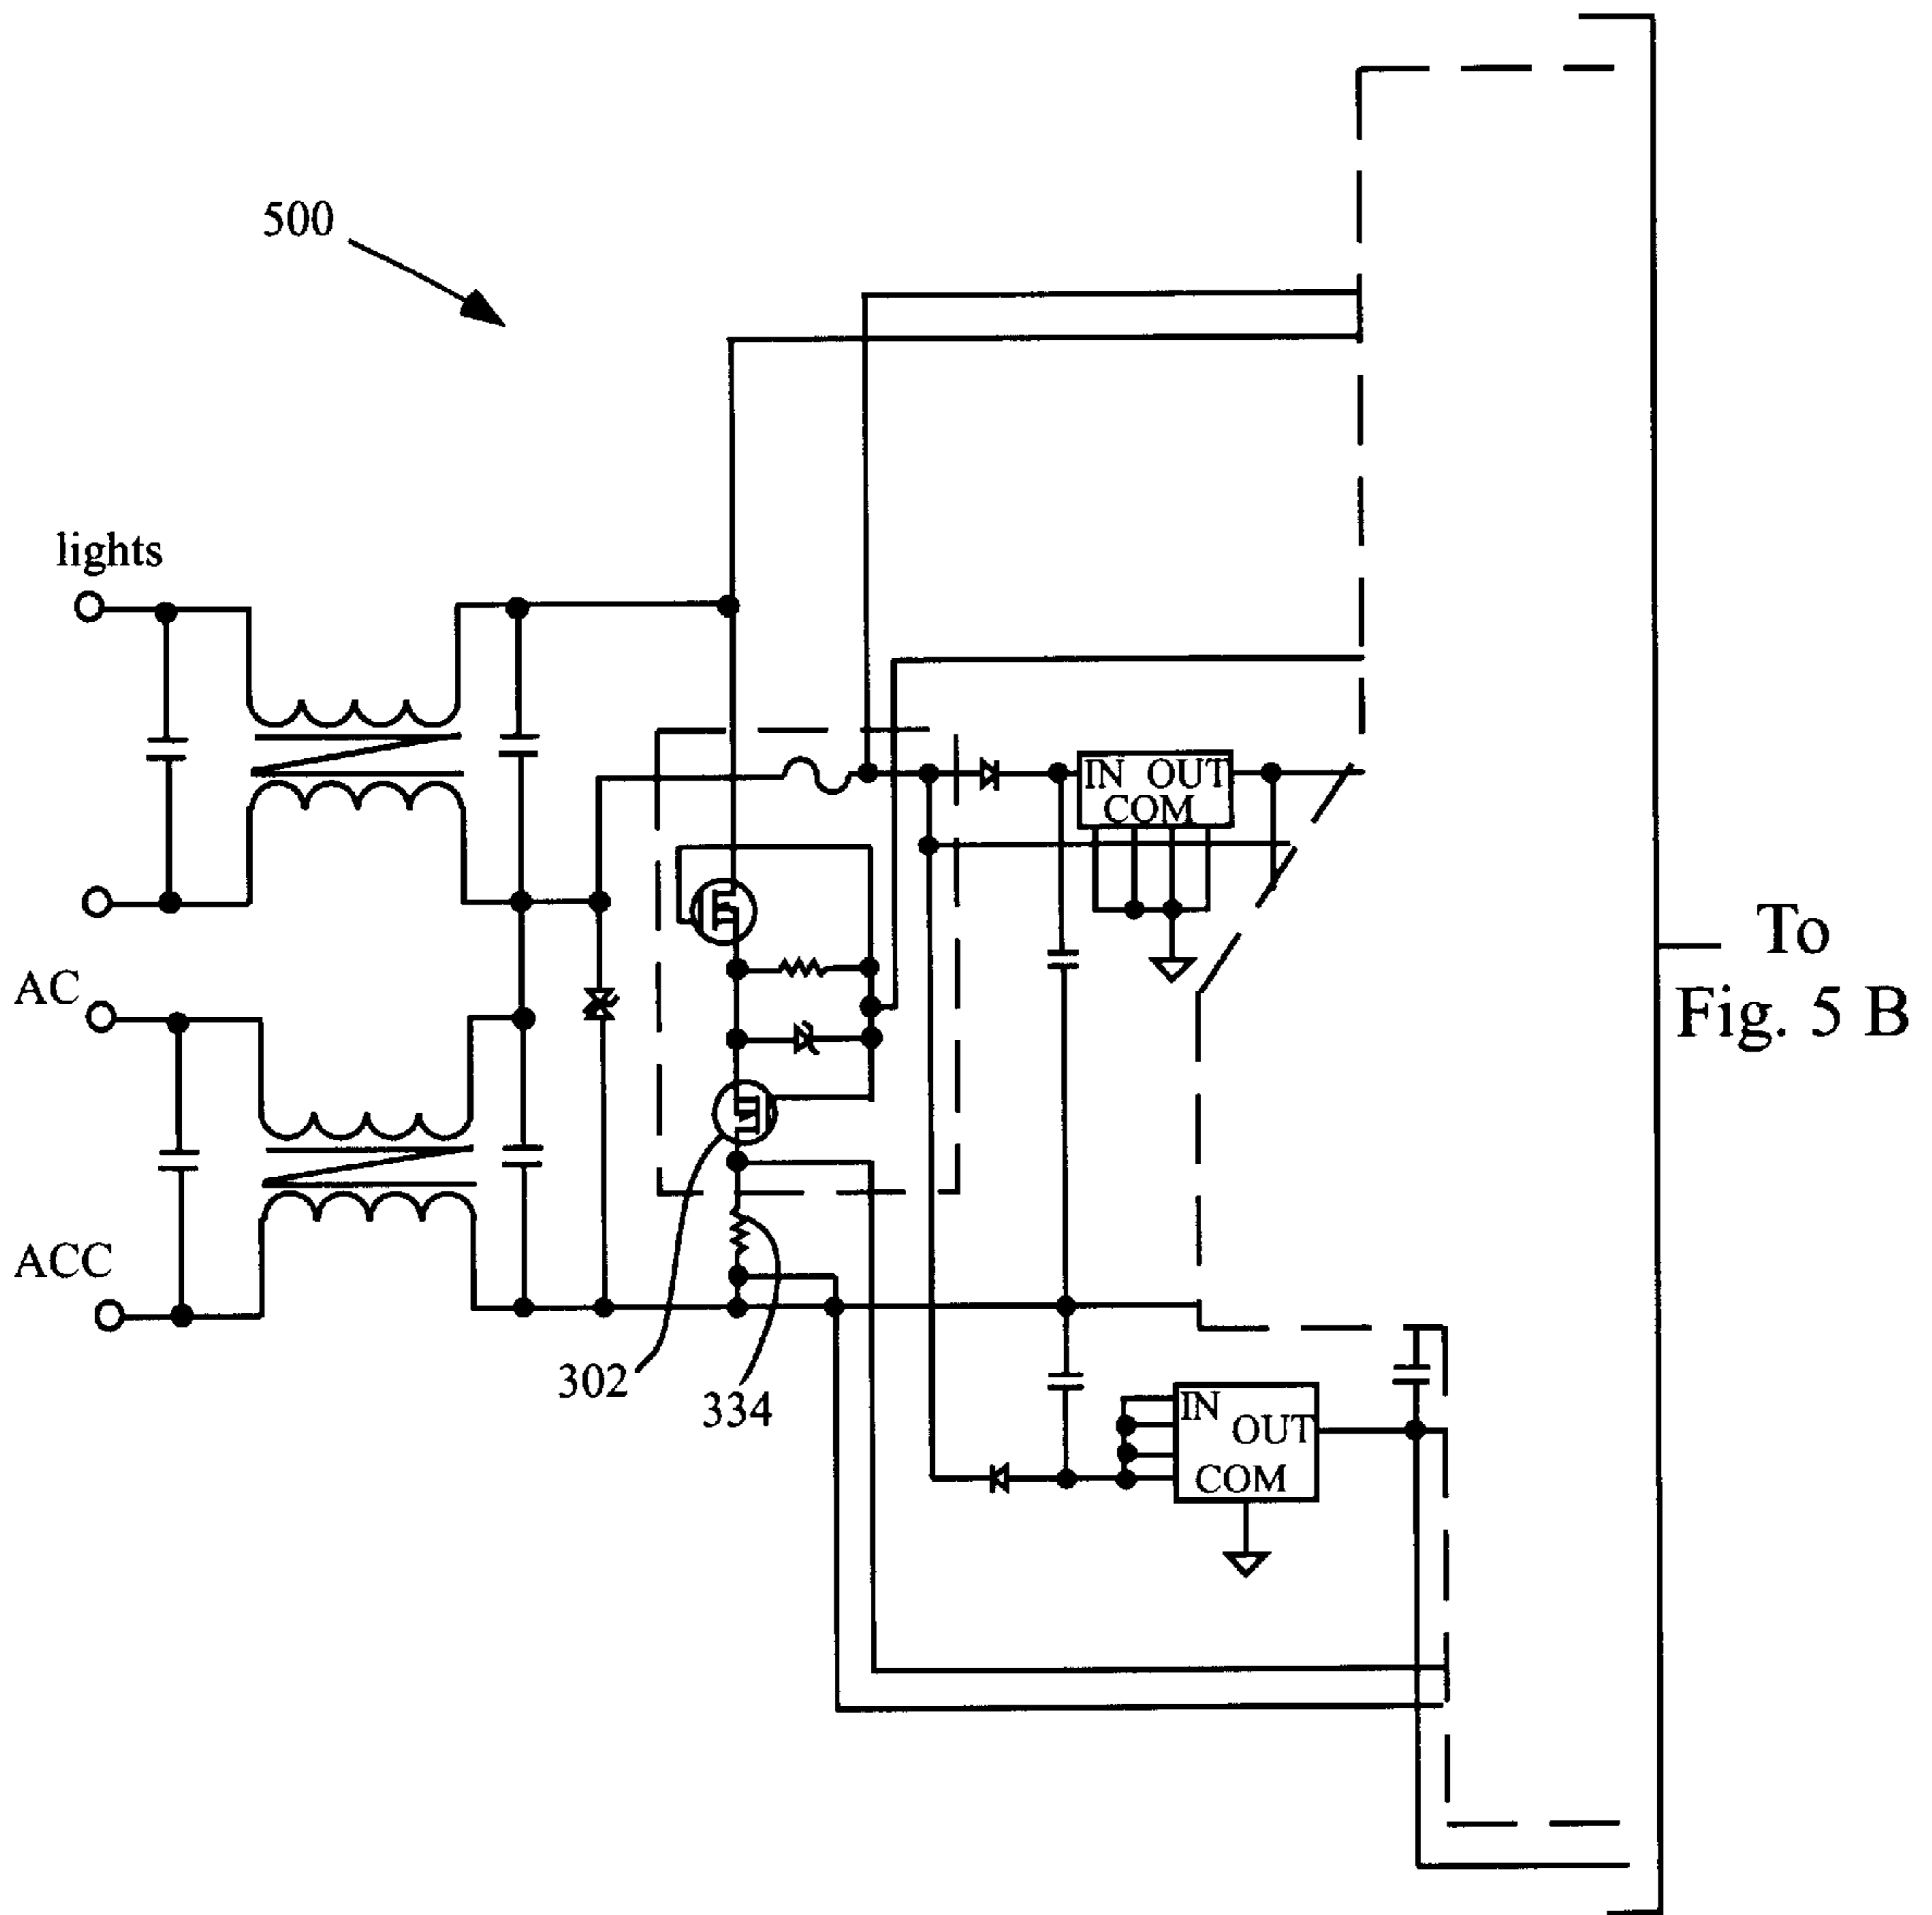 500
lights
IN OUT
COM
AC
To
Fig. 5 B
ACC
302
334
IN
OUT
COM